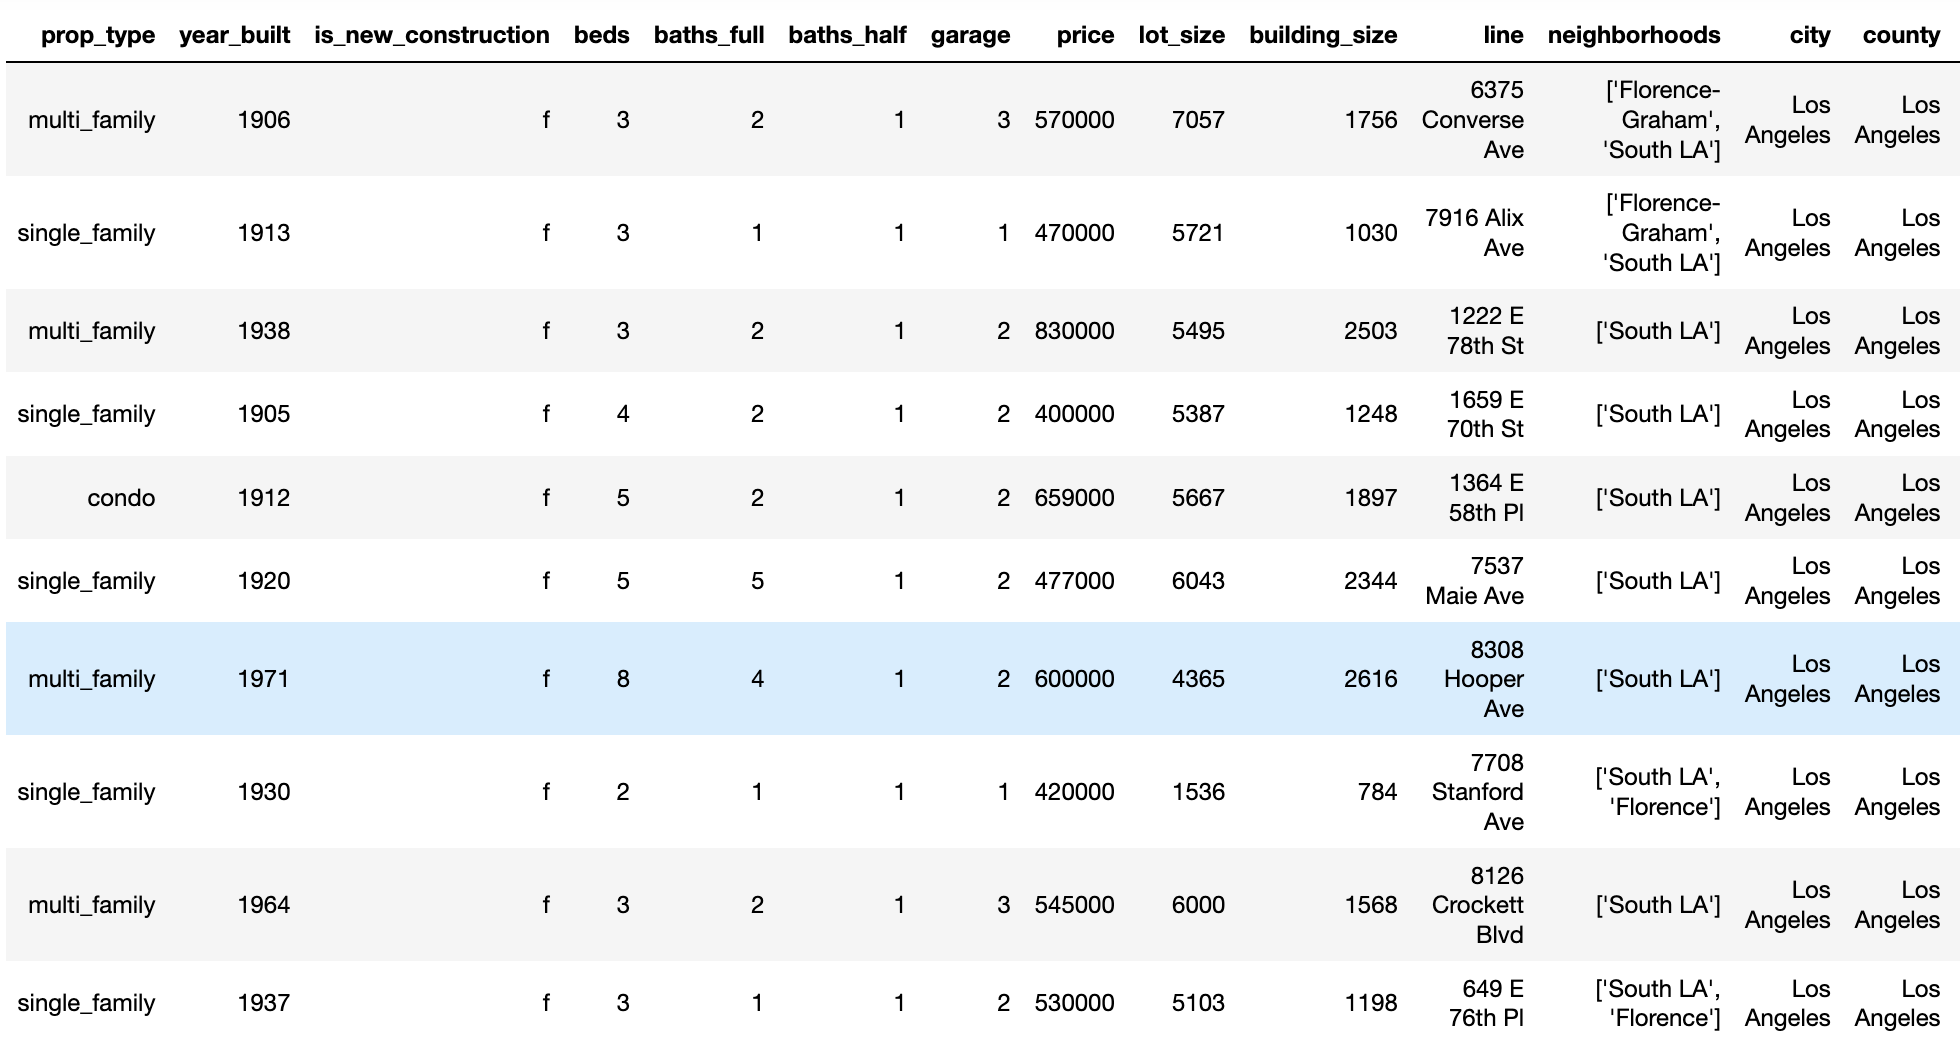 prop_type year_built is_new_construction beds baths_full baths_half garage price lot_size building_size line neighborhoods city county
multi_family 1906 f 3 2 1 3 570000 7057 1756 6375 Converse Ave ['Florence-Graham', 'South LA'] Los Angeles Los Angeles
single_family 1913 f 3 1 1 1 470000 5721 1030 7916 Alix Ave ['Florence-Graham', 'South LA'] Los Angeles Los Angeles
multi_family 1938 f 3 2 1 2 830000 5495 2503 1222 E 78th St ['South LA'] Los Angeles Los Angeles
single_family 1905 f 4 2 1 2 400000 5387 1248 1659 E 70th St ['South LA'] Los Angeles Los Angeles
condo 1912 f 5 2 1 2 659000 5667 1897 1364 E 58th Pl ['South LA'] Los Angeles Los Angeles
single_family 1920 f 5 5 1 2 477000 6043 2344 7537 Maie Ave ['South LA'] Los Angeles Los Angeles
multi_family 1971 f 8 4 1 2 600000 4365 2616 8308 Hooper Ave ['South LA'] Los Angeles Los Angeles
single_family 1930 f 2 1 1 1 420000 1536 784 7708 Stanford Ave ['South LA', 'Florence'] Los Angeles Los Angeles
multi_family 1964 f 3 2 1 3 545000 6000 1568 8126 Crockett Blvd ['South LA'] Los Angeles Los Angeles
single_family 1937 f 3 1 1 2 530000 5103 1198 649 E 76th Pl ['South LA', 'Florence'] Los Angeles Los Angeles